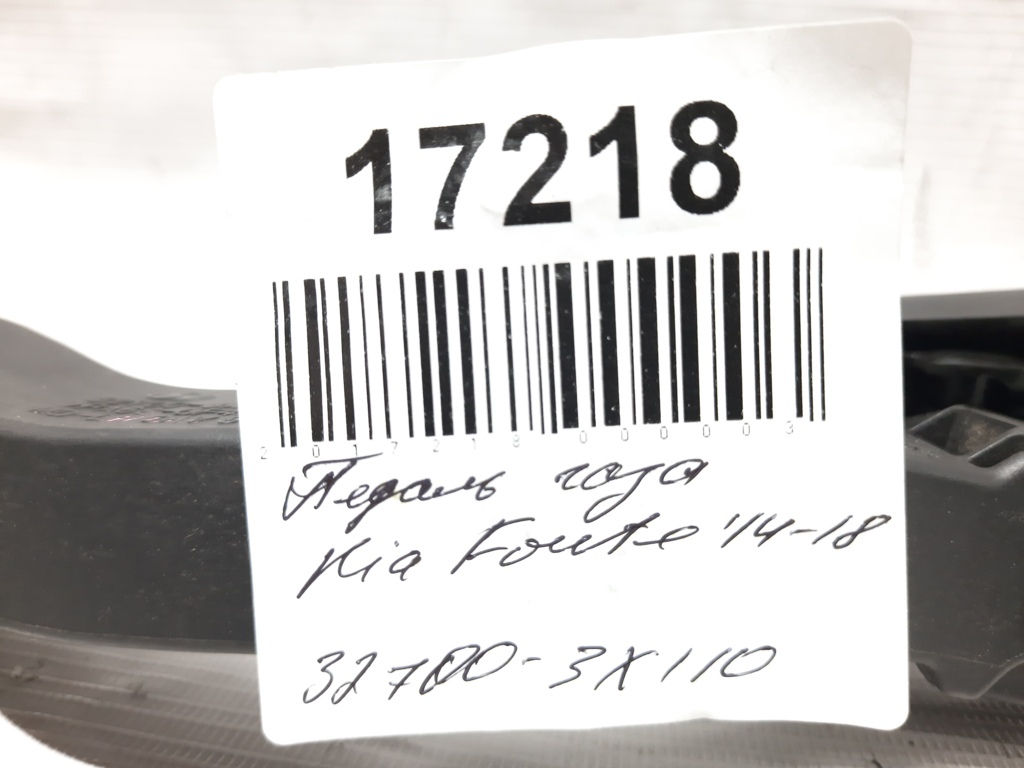 17218
2017218000003
Педаль газа
Kia Forte '14-18
32700-3X110